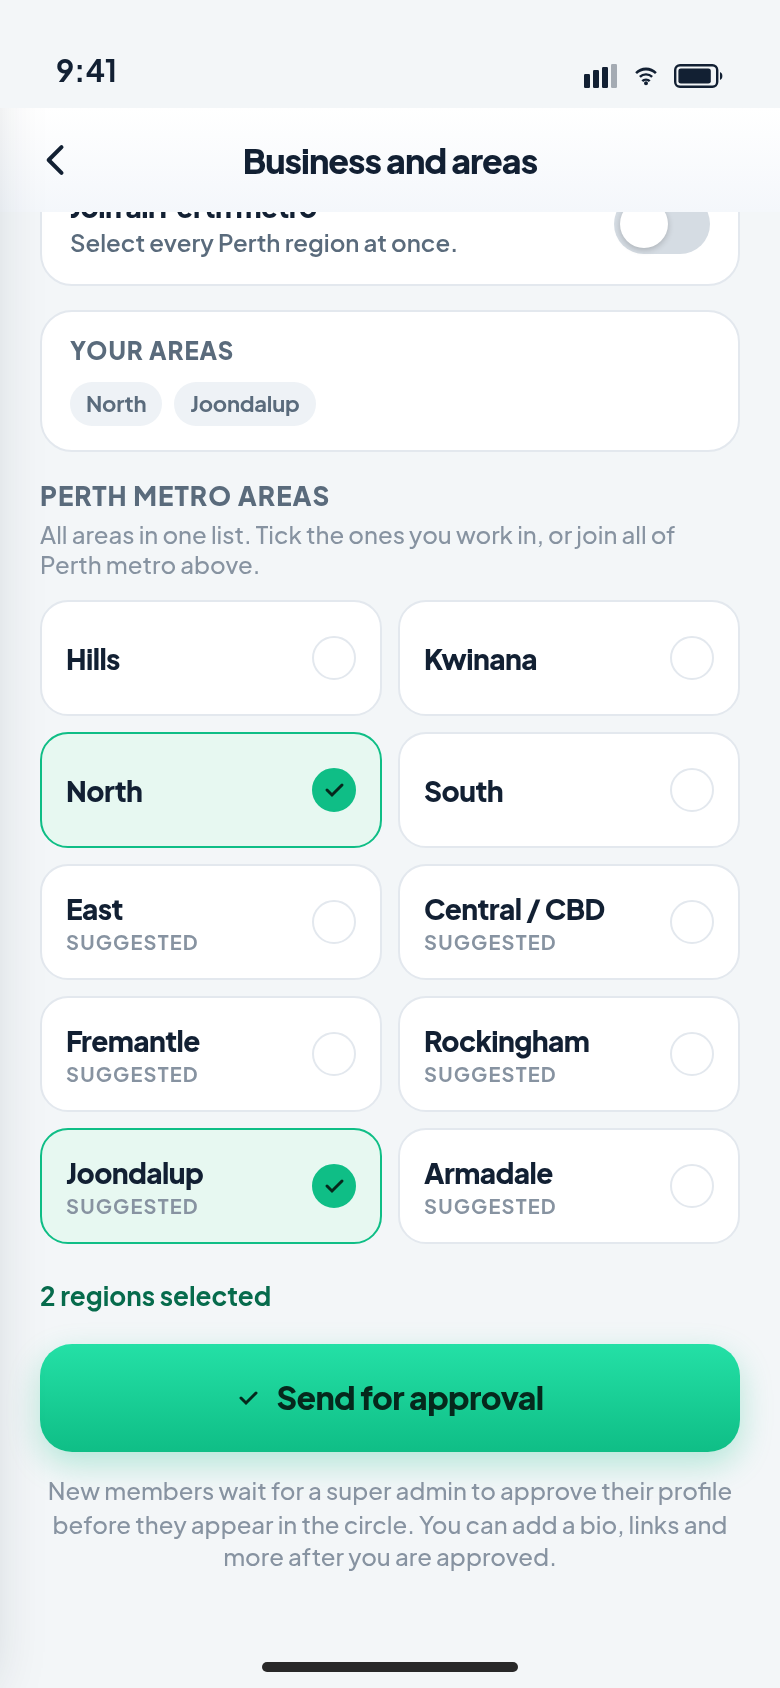 9:41
Business and areas
Join all Perth metro
Select every Perth region at once.
YOUR AREAS
North
Joondalup
PERTH METRO AREAS
All areas in one list. Tick the ones you work in, or join all of
Perth metro above.
Hills
Kwinana
North
South
East
SUGGESTED
Central / CBD
SUGGESTED
Fremantle
SUGGESTED
Rockingham
SUGGESTED
Joondalup
SUGGESTED
Armadale
SUGGESTED
2 regions selected
Send for approval
New members wait for a super admin to approve their profile
before they appear in the circle. You can add a bio, links and
more after you are approved.